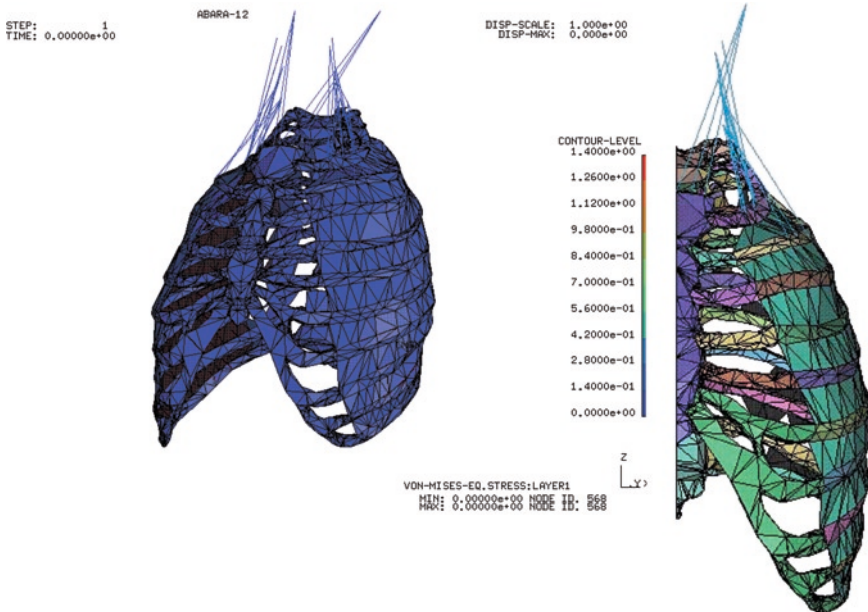 ABARA-12
STEP: 1
TIME: 0.00000e+00
DISP-SCALE: 1.000e+00
DISP-MAX: 0.000e+00
CONTOUR-LEVEL
1.4000e+00
1.2600e+00
1.1200e+00
9.8000e-01
8.4000e-01
7.0000e-01
5.6000e-01
4.2000e-01
2.8000e-01
1.4000e-01
0.0000e+00
Z
Y
VON-MISES-EQ.STRESS:LAYER1
MIN: 0.00000e+00 NODE ID. 568
MAX: 0.00000e+00 NODE ID. 568